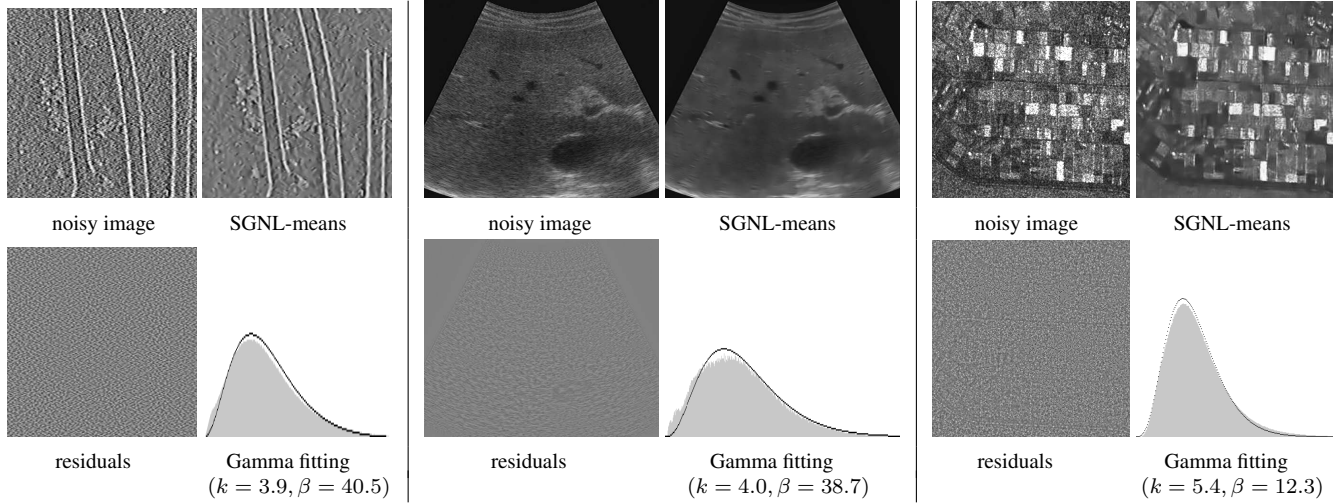 noisy image
SGNL-means
noisy image
SGNL-means
noisy image
SGNL-means
residuals
Gamma fitting
(k = 3.9, β = 40.5)
residuals
Gamma fitting
(k = 4.0, β = 38.7)
residuals
Gamma fitting
(k = 5.4, β = 12.3)